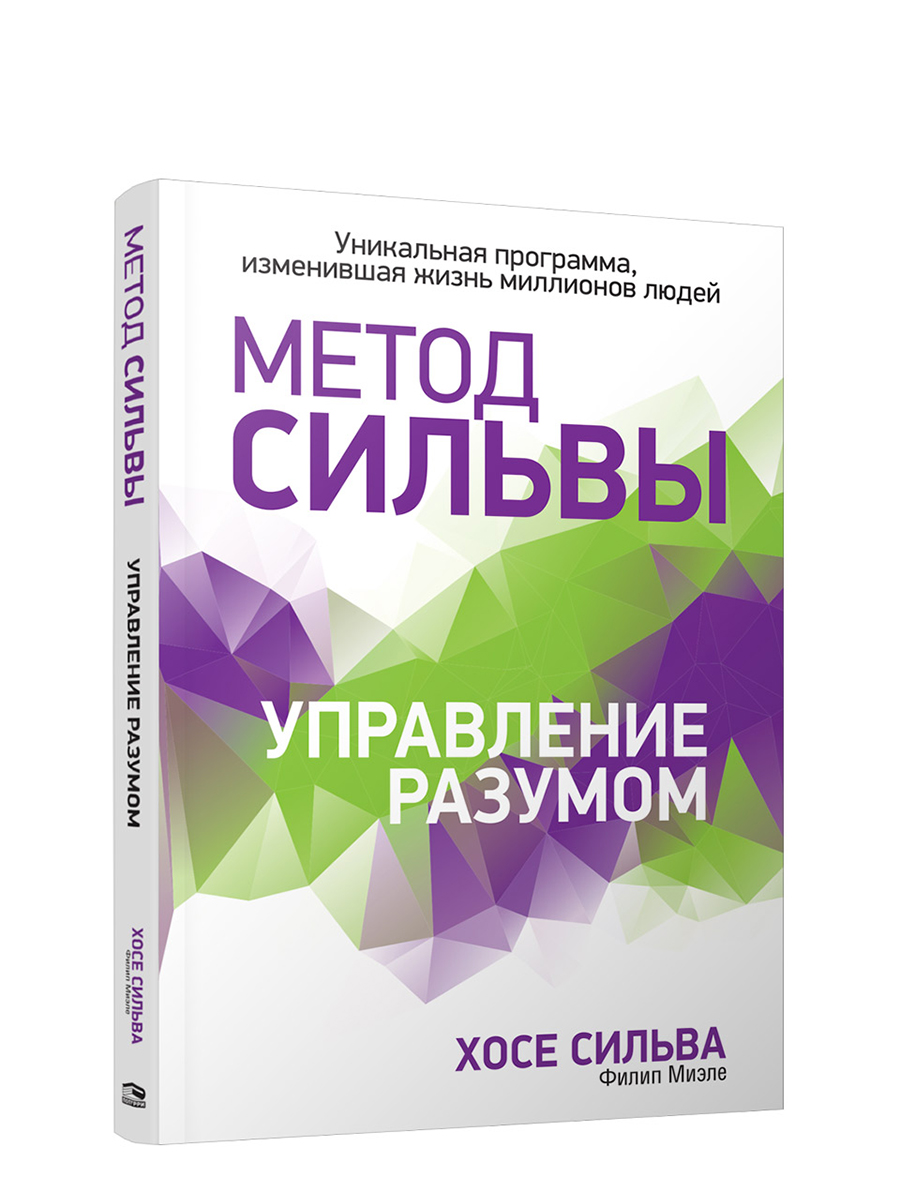 Уникальная программа,
изменившая жизнь миллионов людей
МЕТОД
СИЛЬВЫ
УПРАВЛЕНИЕ
РАЗУМОМ
ХОСЕ СИЛЬВА
Филип Миэле
МЕТОД СИЛЬВЫ
УПРАВЛЕНИЕ РАЗУМОМ
ХОСЕ СИЛЬВА
Филип Миэле
ПОПУРРИ